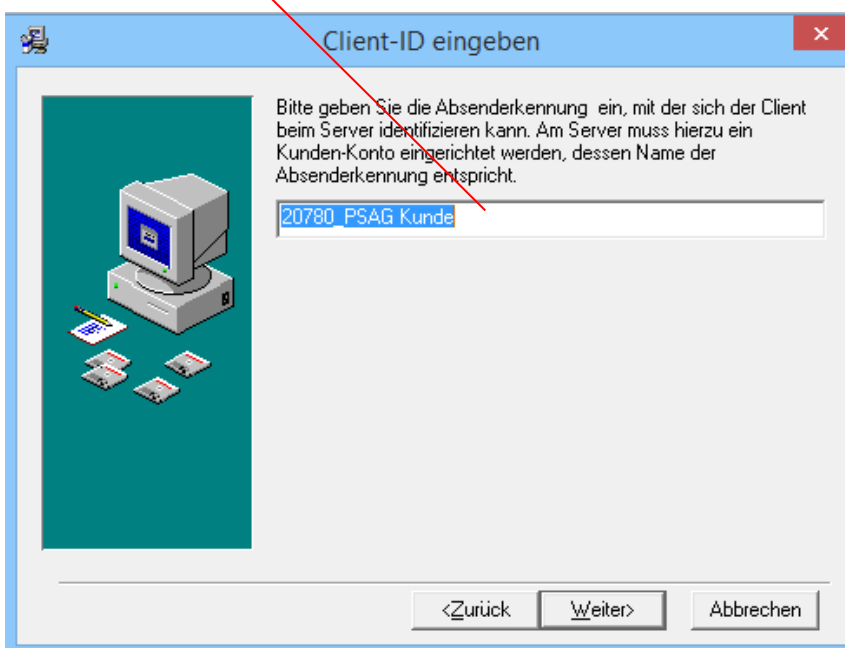 Client-ID eingeben
Bitte geben Sie die Absenderkennung ein, mit der sich der Client
beim Server identifizieren kann. Am Server muss hierzu ein
Kunden-Konto eingerichtet werden, dessen Name der
Absenderkennung entspricht.
20780_PSAG Kunde
<Zurück Weiter> Abbrechen